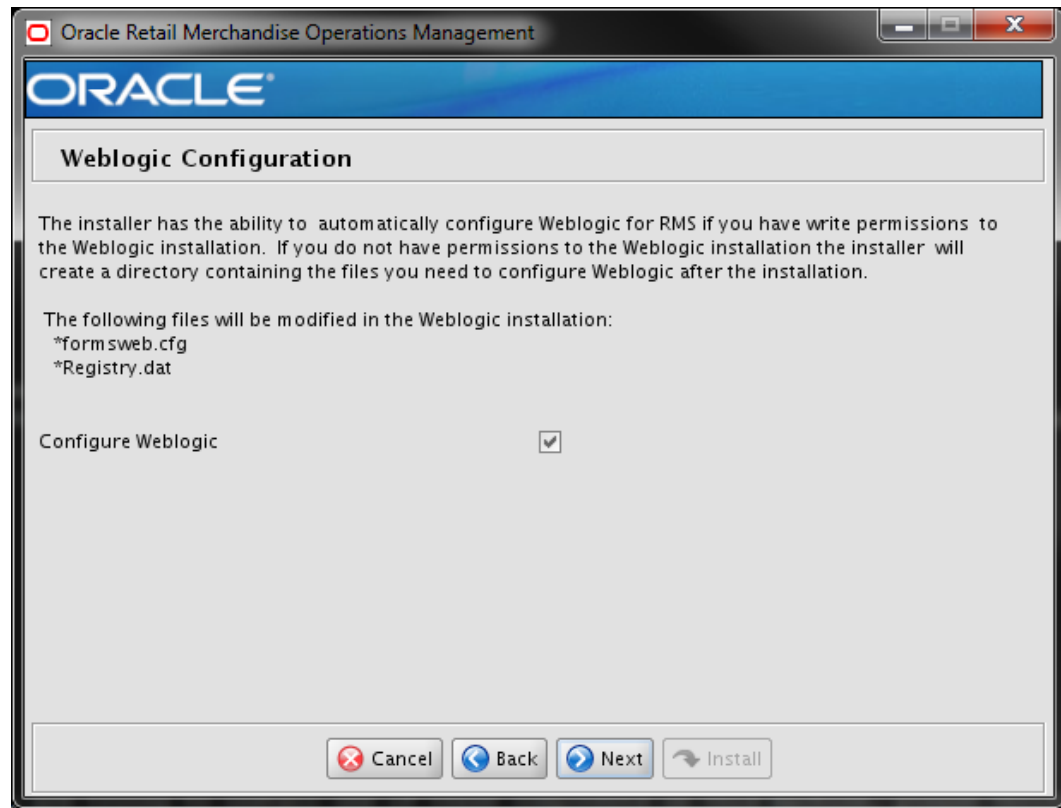 Oracle Retail Merchandise Operations Management
ORACLE
Weblogic Configuration
The installer has the ability to automatically configure Weblogic for RMS if you have write permissions to
the Weblogic installation. If you do not have permissions to the Weblogic installation the installer will
create a directory containing the files you need to configure Weblogic after the installation.
The following files will be modified in the Weblogic installation:
*formsweb.cfg
*Registry.dat
Configure Weblogic
Cancel Back Next Install